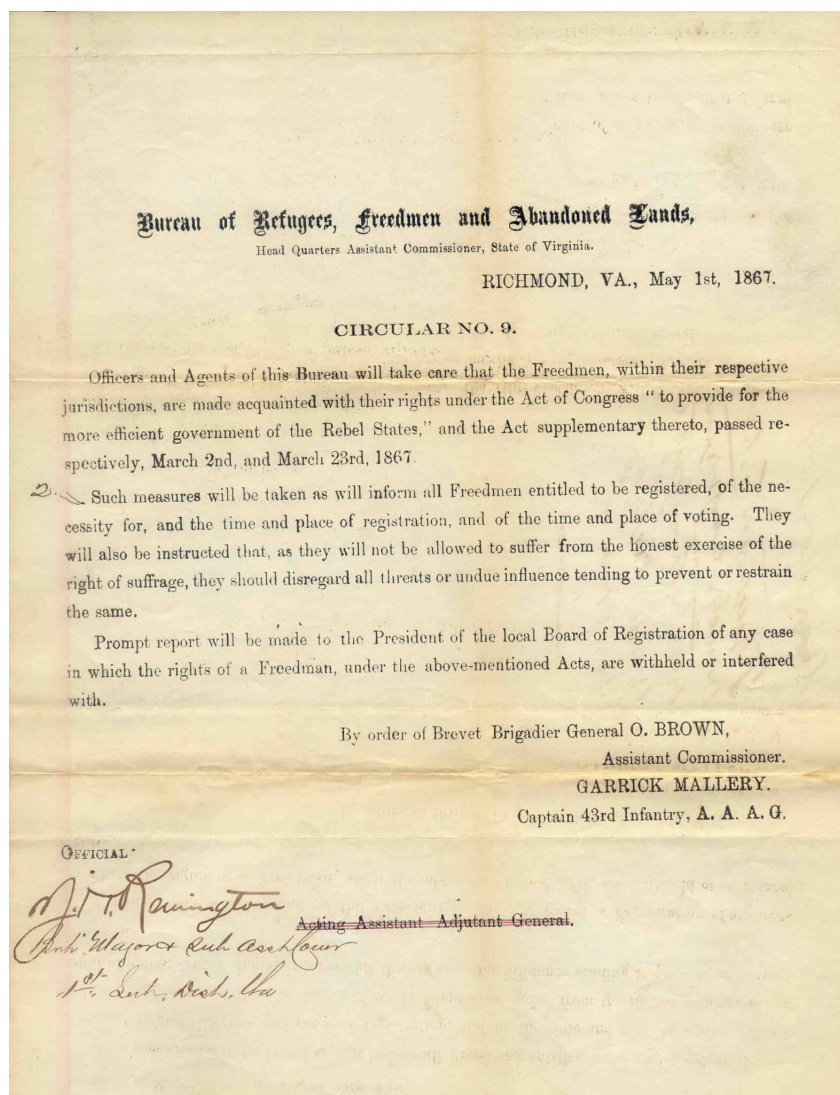 Bureau of Refugees, Freedmen and Abandoned Lands,
Head Quarters Assistant Commissioner, State of Virginia.
RICHMOND, VA., May 1st, 1867.
CIRCULAR NO. 9.
Officers and Agents of this Bureau will take care that the Freedmen, within their respective
jurisdictions, are made acquainted with their rights under the Act of Congress " to provide for the
more efficient government of the Rebel States," and the Act supplementary thereto, passed re-
spectively, March 2nd, and March 23rd, 1867.
2. Such measures will be taken as will inform all Freedmen entitled to be registered, of the ne-
cessity for, and the time and place of registration, and of the time and place of voting. They
will also be instructed that, as they will not be allowed to suffer from the honest exercise of the
right of suffrage, they should disregard all threats or undue influence tending to prevent or restrain
the same.
Prompt report will be made to the President of the local Board of Registration of any case
in which the rights of a Freedman, under the above-mentioned Acts, are withheld or interfered
with.
By order of Brevet Brigadier General O. BROWN,
Assistant Commissioner.
GARRICK MALLERY.
Captain 43rd Infantry, A. A. A. G.
OFFICIAL:
Remington
Acting Assistant Adjutant General.
Major & Sub Asst Comr
1st Sub. Dist. Va